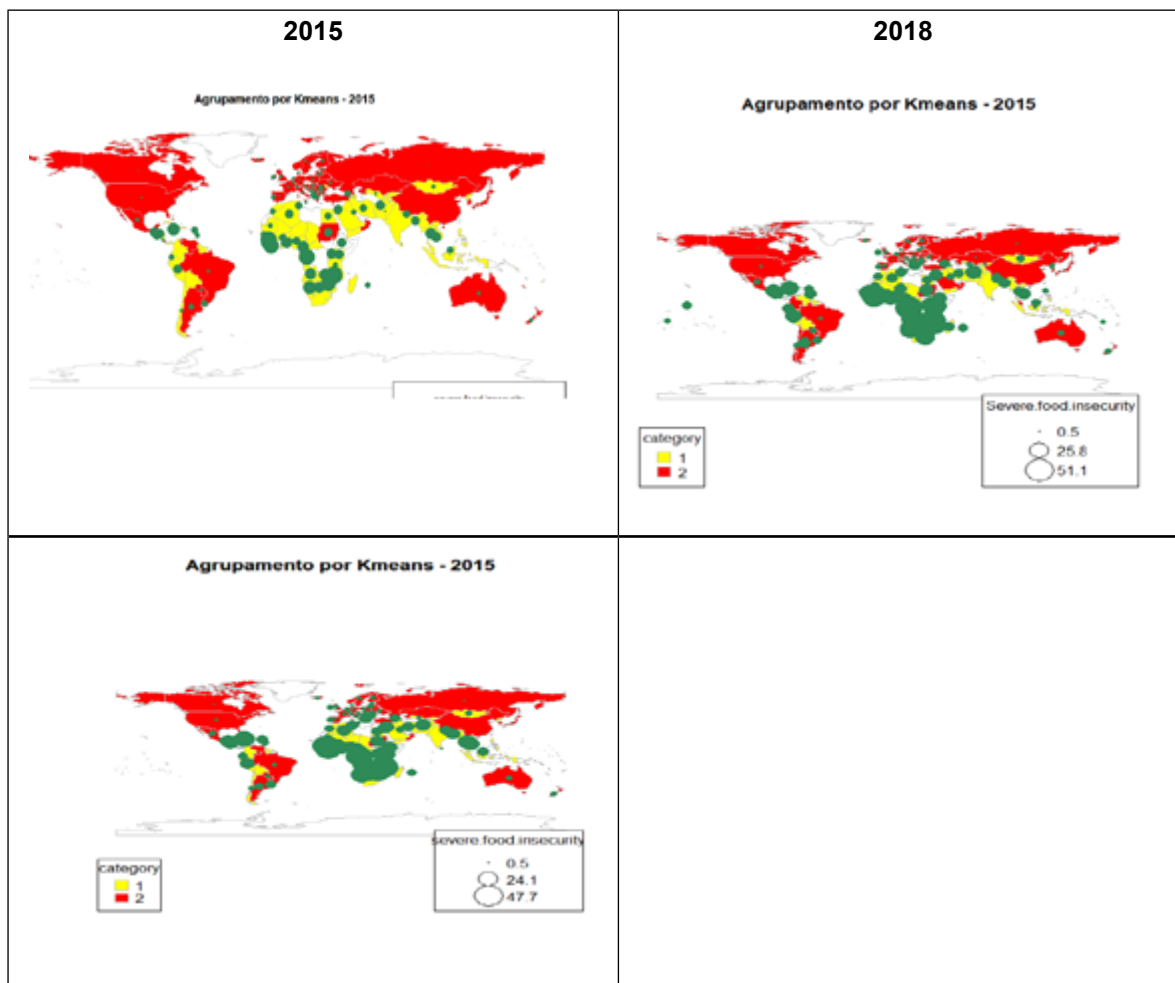 2015
2018
Agrupamento por Kmeans - 2015
Agrupamento por Kmeans - 2015
Severe.food.insecurity
0.5
25.8
51.1
category
1
2
Agrupamento por Kmeans - 2015
severe.food.insecurity
0.5
24.1
47.7
category
1
2